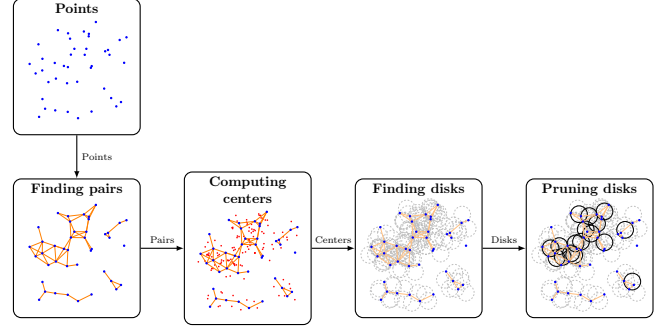 Points
Points
Finding pairs
Pairs
Computing
centers
Centers
Finding disks
Disks
Pruning disks